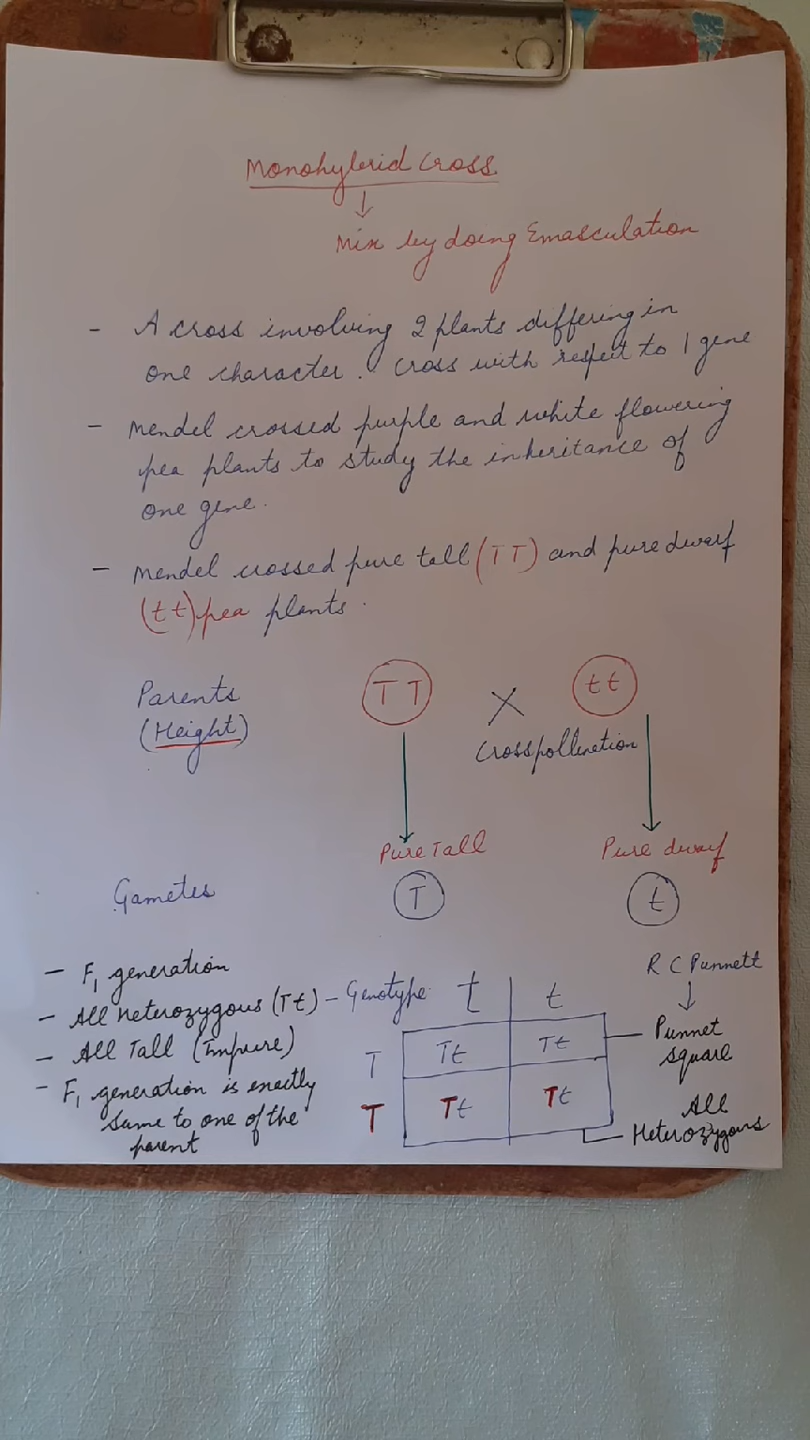 Monohybrid Cross
↓
Mix by doing Emasculation
- A cross involving 2 plants differing in
one character. Cross with respect to 1 gene
- Mendel crossed purple and white flowering
pea plants to study the inheritance of
one gene.
- Mendel crossed pure tall (TT) and pure dwarf
(tt) pea plants.
Parents
(Height)
TT × tt
Cross pollination
Pure Tall Pure dwarf
Gametes T t
- F₁ generation
- All Heterozygous (Tt) - Genotype
- All Tall (Impure)
- F₁ generation is exactly
same to one of the
parent
t t
T Tt Tt
T Tt Tt
R C Punnett
↓
Punnet
square
All
Heterozygous